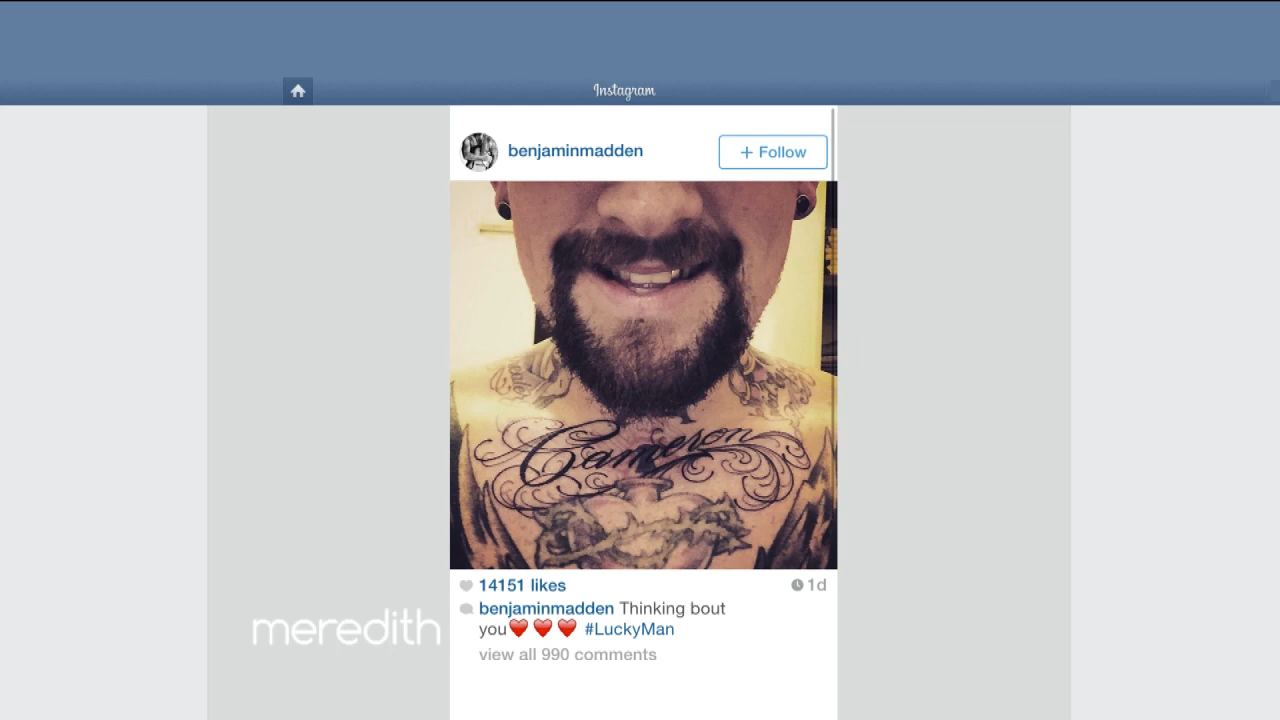 Instagram
benjaminmadden
+ Follow
Cameron
14151 likes
1d
benjaminmadden Thinking bout
you❤️❤️❤️ #LuckyMan
view all 990 comments
meredith